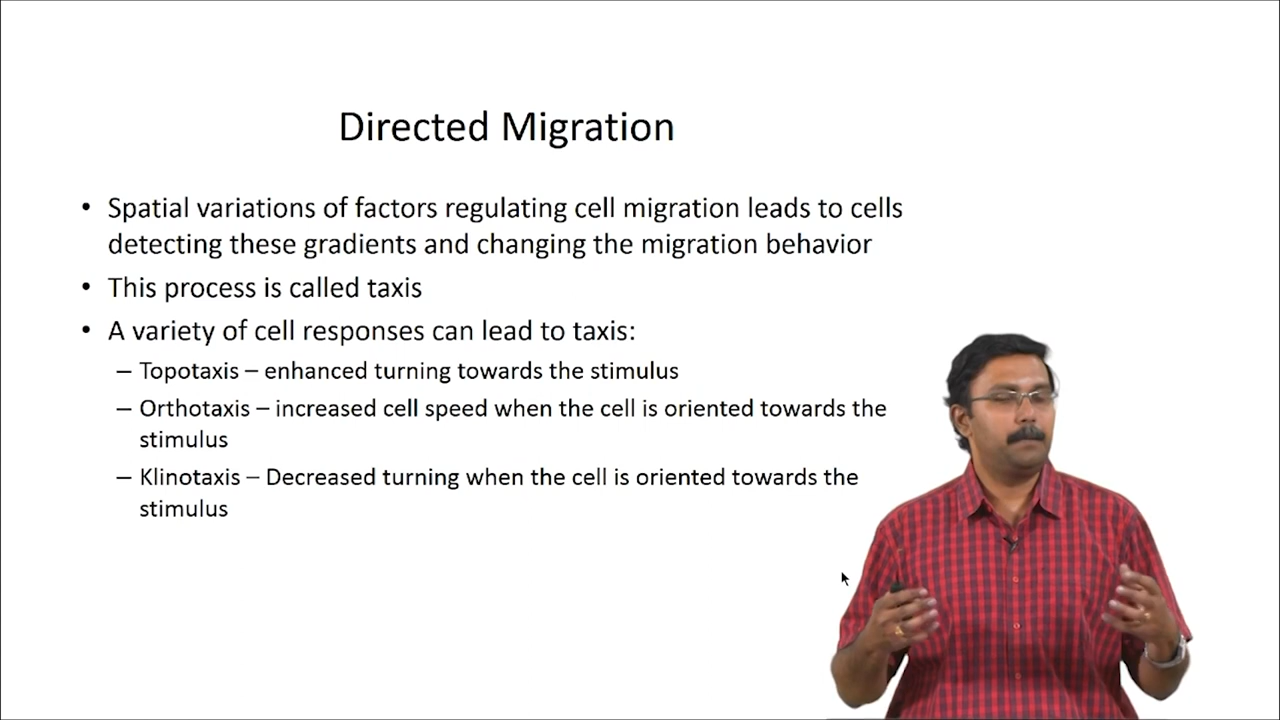 Directed Migration
• Spatial variations of factors regulating cell migration leads to cells
detecting these gradients and changing the migration behavior
• This process is called taxis
• A variety of cell responses can lead to taxis:
– Topotaxis – enhanced turning towards the stimulus
– Orthotaxis – increased cell speed when the cell is oriented towards the
stimulus
– Klinotaxis – Decreased turning when the cell is oriented towards the
stimulus